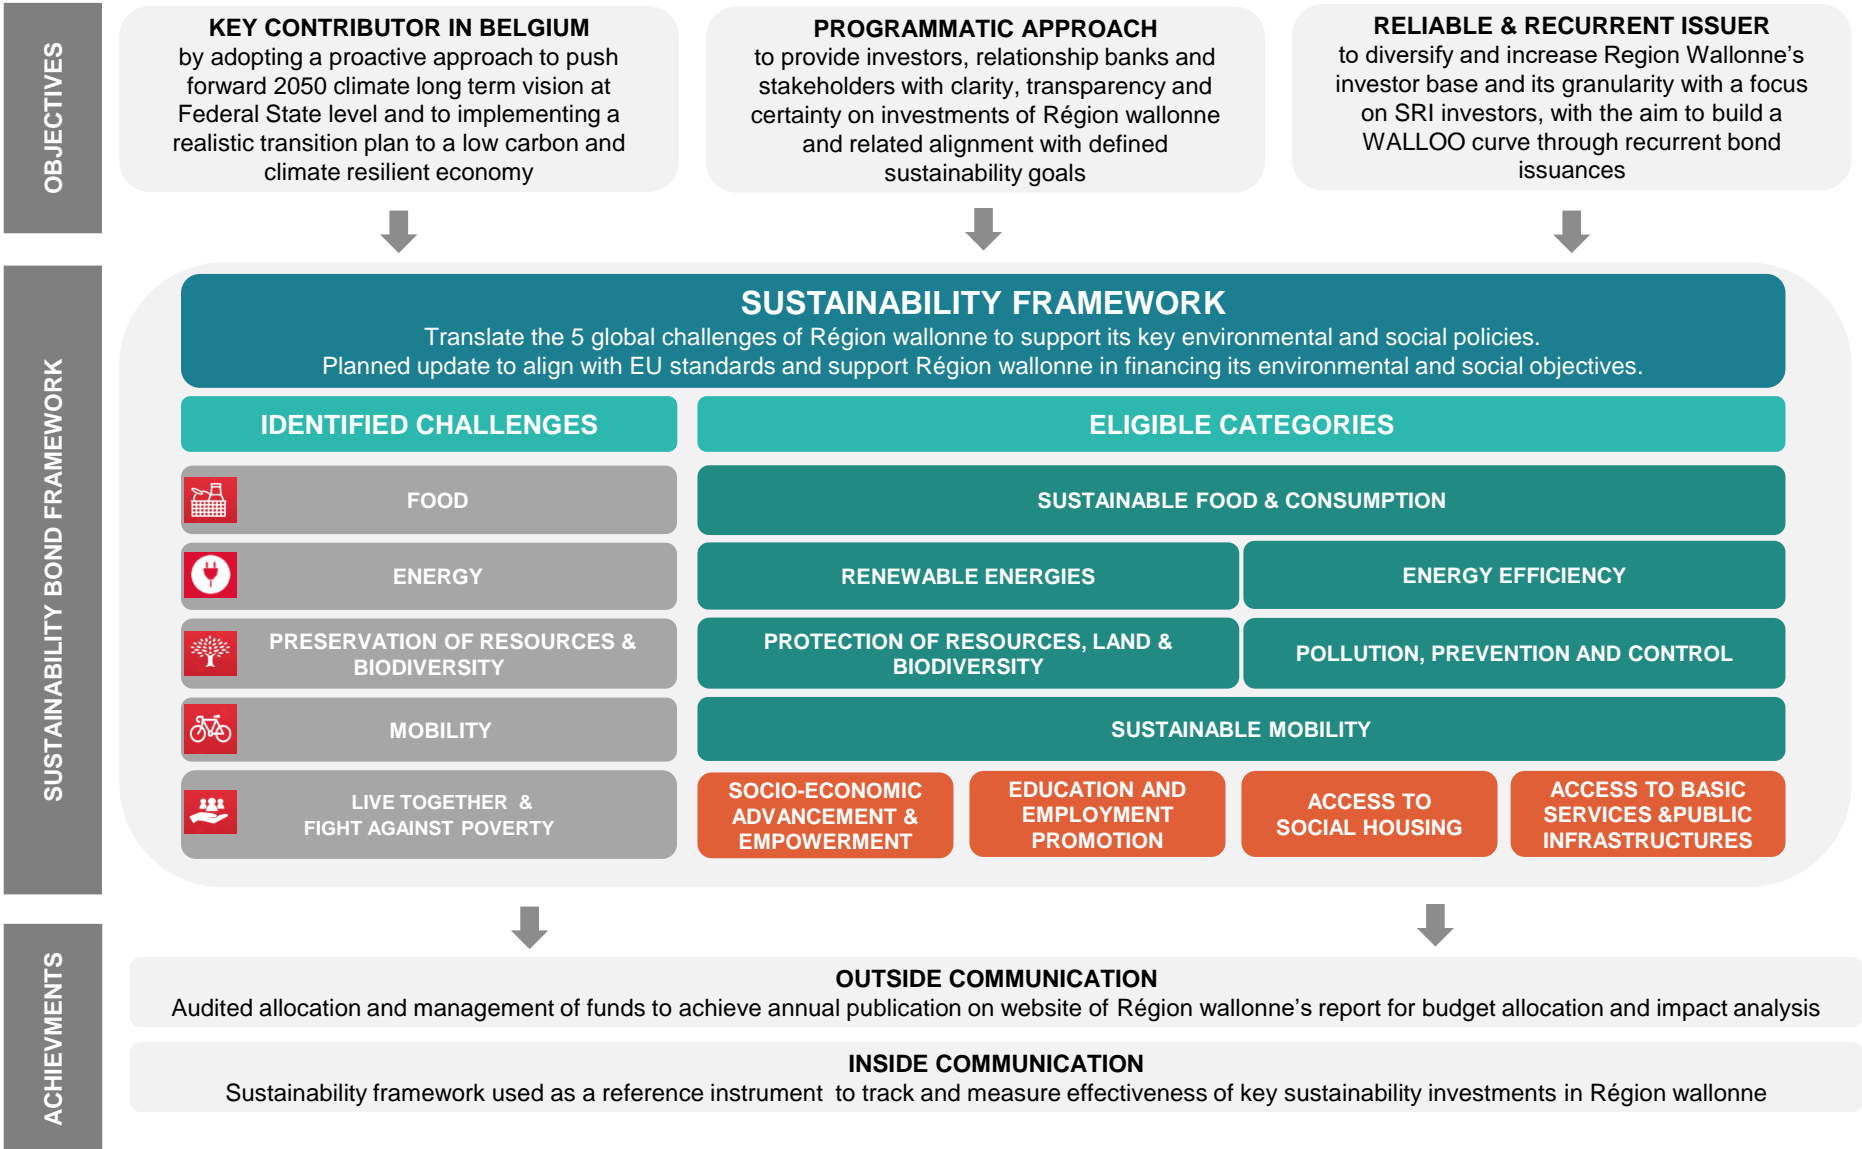 OBJECTIVES
KEY CONTRIBUTOR IN BELGIUM
by adopting a proactive approach to push
forward 2050 climate long term vision at
Federal State level and to implementing a
realistic transition plan to a low carbon and
climate resilient economy
PROGRAMMATIC APPROACH
to provide investors, relationship banks and
stakeholders with clarity, transparency and
certainty on investments of Région wallonne
and related alignment with defined
sustainability goals
RELIABLE & RECURRENT ISSUER
to diversify and increase Region Wallonne's
investor base and its granularity with a focus
on SRI investors, with the aim to build a
WALLOO curve through recurrent bond
issuances
SUSTAINABILITY BOND FRAMEWORK
SUSTAINABILITY FRAMEWORK
Translate the 5 global challenges of Région wallonne to support its key environmental and social policies.
Planned update to align with EU standards and support Région wallonne in financing its environmental and social objectives.
IDENTIFIED CHALLENGES
ELIGIBLE CATEGORIES
FOOD
SUSTAINABLE FOOD & CONSUMPTION
ENERGY
RENEWABLE ENERGIES
ENERGY EFFICIENCY
PRESERVATION OF RESOURCES &
BIODIVERSITY
PROTECTION OF RESOURCES, LAND &
BIODIVERSITY
POLLUTION, PREVENTION AND CONTROL
MOBILITY
SUSTAINABLE MOBILITY
LIVE TOGETHER &
FIGHT AGAINST POVERTY
SOCIO-ECONOMIC
ADVANCEMENT &
EMPOWERMENT
EDUCATION AND
EMPLOYMENT
PROMOTION
ACCESS TO
SOCIAL HOUSING
ACCESS TO BASIC
SERVICES &PUBLIC
INFRASTRUCTURES
ACHIEVMENTS
OUTSIDE COMMUNICATION
Audited allocation and management of funds to achieve annual publication on website of Région wallonne's report for budget allocation and impact analysis
INSIDE COMMUNICATION
Sustainability framework used as a reference instrument to track and measure effectiveness of key sustainability investments in Région wallonne